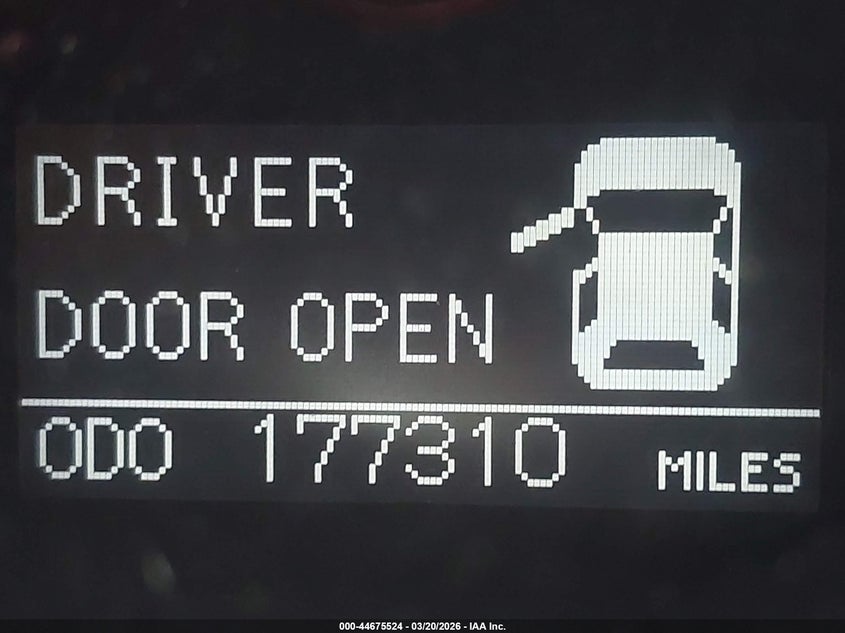 DRIVER
DOOR OPEN
ODO 177310 MILES
000-44675524 - 03/20/2026 - IAA Inc.